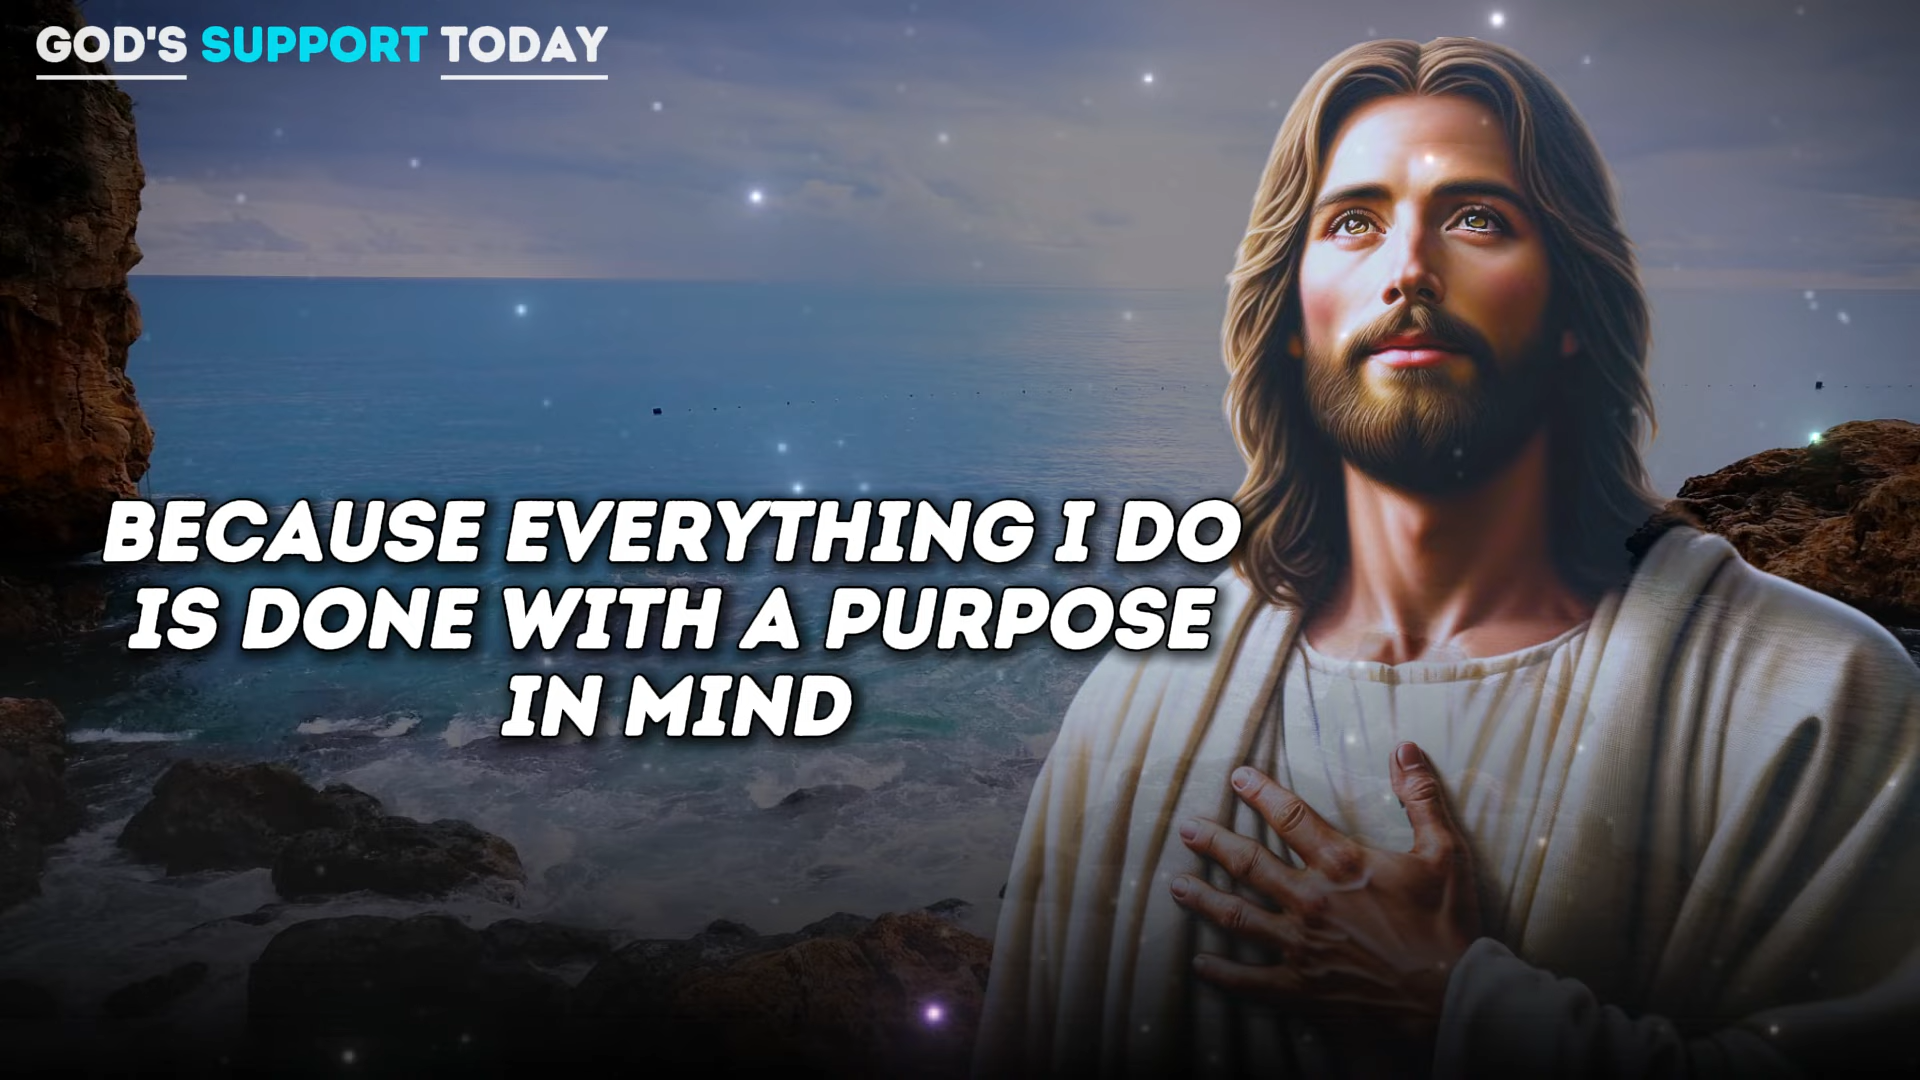 GOD'S SUPPORT TODAY
BECAUSE EVERYTHING I DO
IS DONE WITH A PURPOSE
IN MIND